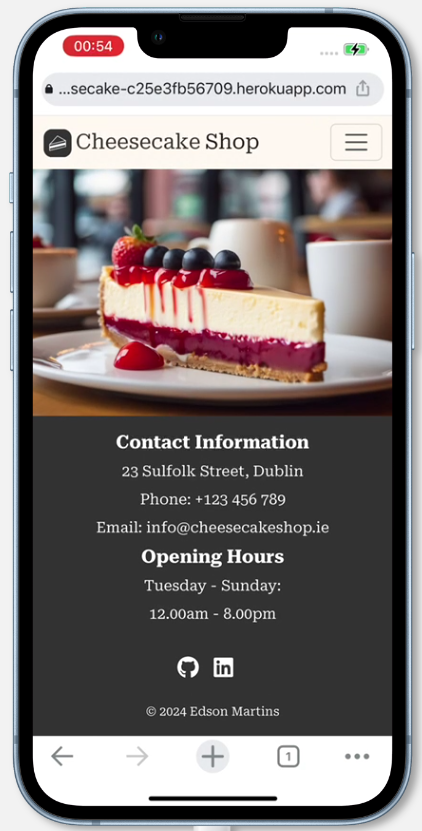 00:54
...secake-c25e3fb56709.herokuapp.com
Cheesecake Shop
Contact Information
23 Sulfolk Street, Dublin
Phone: +123 456 789
Email: info@cheesecakeshop.ie
Opening Hours
Tuesday - Sunday:
12.00am - 8.00pm
in
© 2024 Edson Martins
1